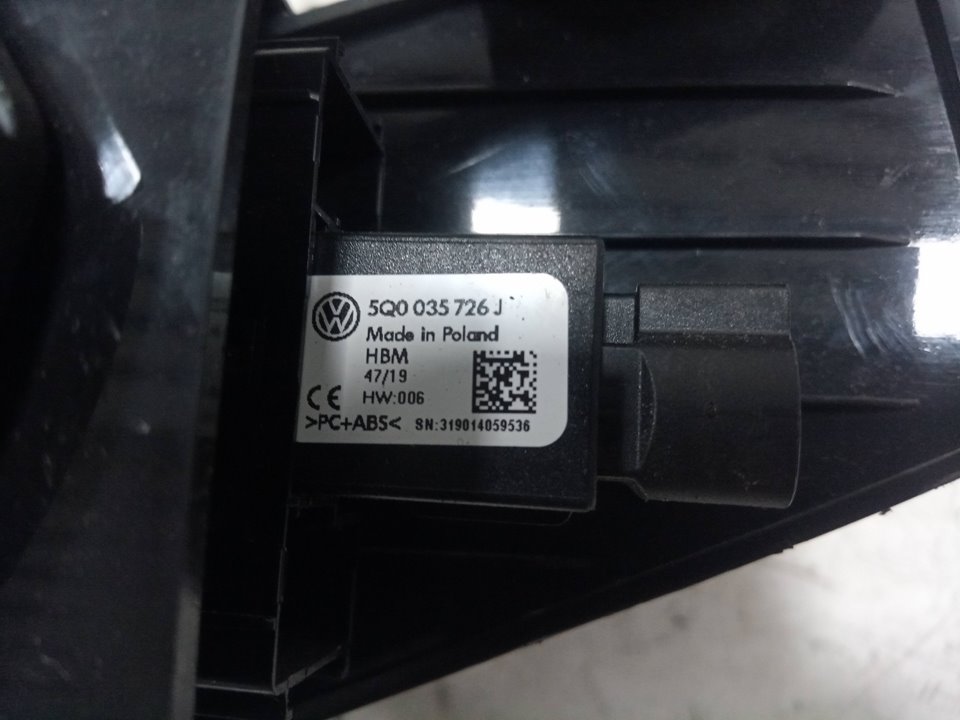 5Q0 035 726 J
Made in Poland
HBM
47/19
CE HW:006
>PC+ABS< SN:319014059536